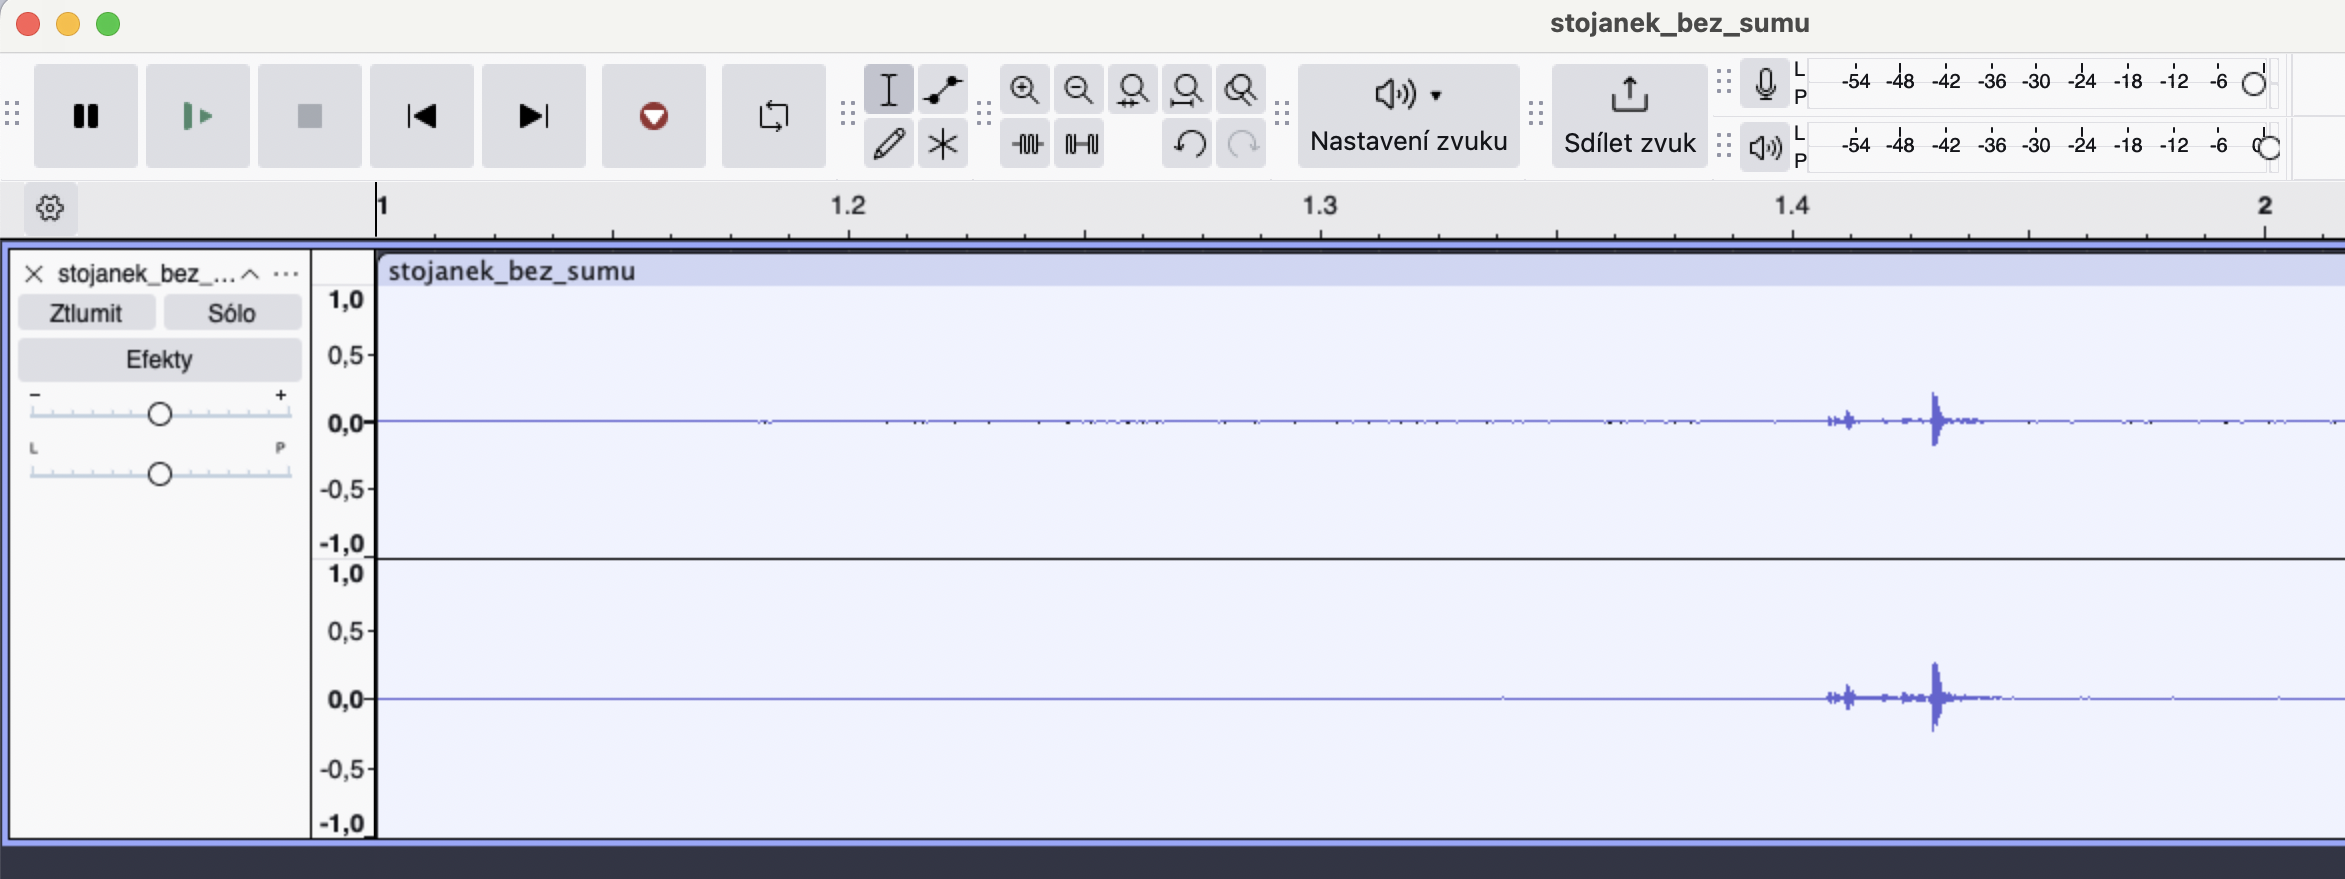 stojanek_bez_sumu
L -54 -48 -42 -36 -30 -24 -18 -12 -6
P
Nastavení zvuku
Sdílet zvuk
L -54 -48 -42 -36 -30 -24 -18 -12 -6 0
P
1 1.2 1.3 1.4 2
stojanek_bez_...
stojanek_bez_sumu
Ztlumit Sólo
Efekty
- +
L P
1,0
0,5
0,0
-0,5
-1,0
1,0
0,5
0,0
-0,5
-1,0